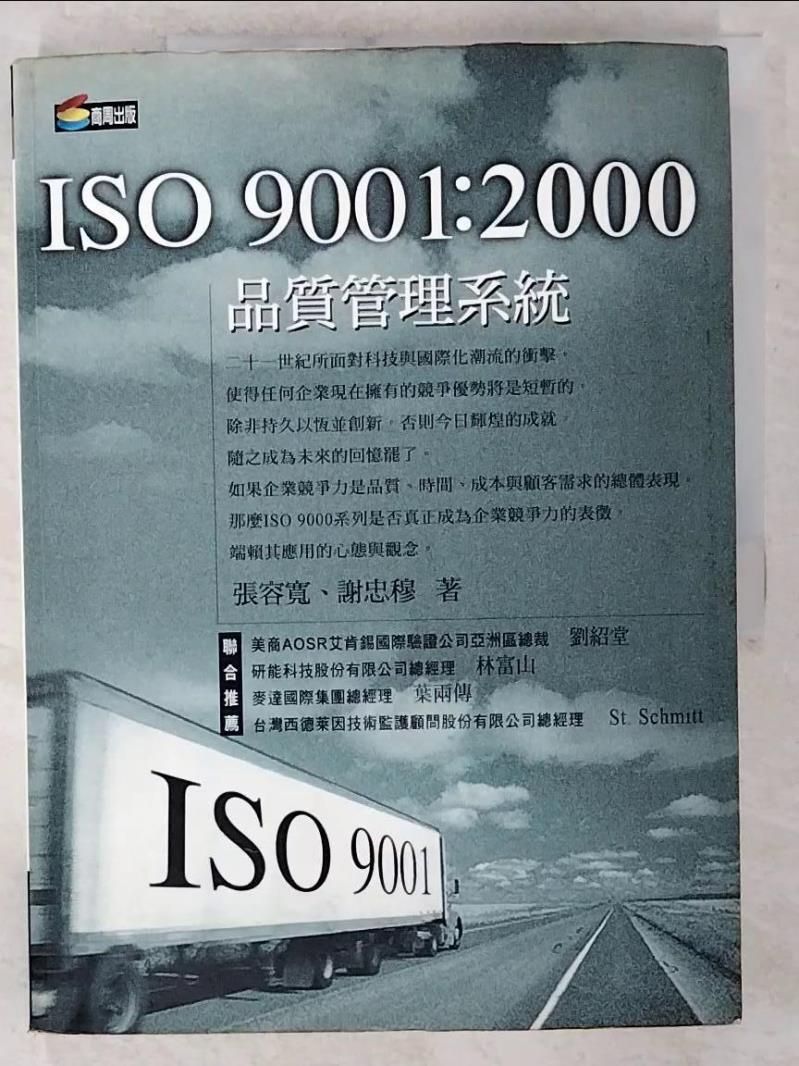 商周出版
ISO 9001:2000
品質管理系統
二十一世紀所面對科技與國際化潮流的衝擊，
使得任何企業現在擁有的競爭優勢將是短暫的，
除非持久以恆並創新，否則今日輝煌的成就，
隨之成為未來的回憶罷了。
如果企業競爭力是品質、時間、成本與顧客需求的總體表現，
那麼ISO 9000系列是否真正成為企業競爭力的表徵，
端賴其應用的心態與觀念。
張容寬、謝忠穆 著
聯合推薦
美商AOSR艾肯錫國際驗證公司亞洲區總裁 劉紹堂
研能科技股份有限公司總經理 林富山
麥達國際集團總經理 葉兩傳
台灣西德萊因技術監護顧問股份有限公司總經理 St. Schmitt
ISO 9001